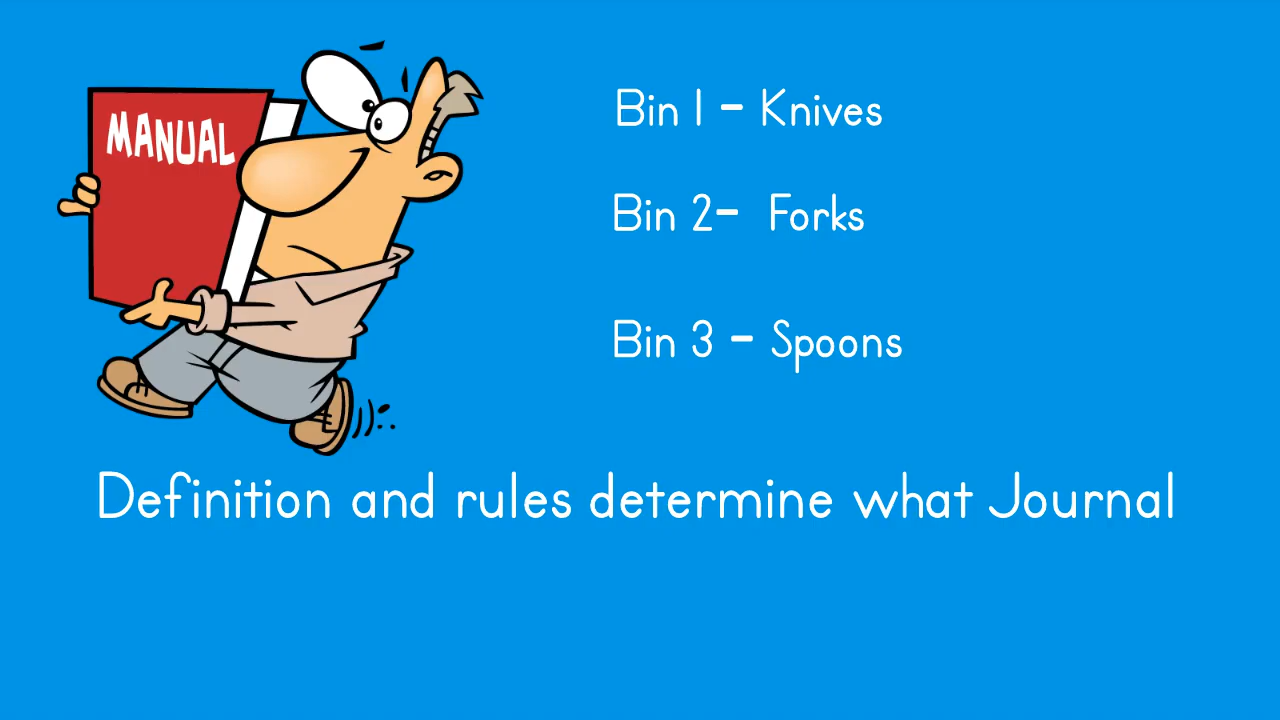 MANUAL
Bin 1 - Knives
Bin 2- Forks
Bin 3 - Spoons
Definition and rules determine what Journal